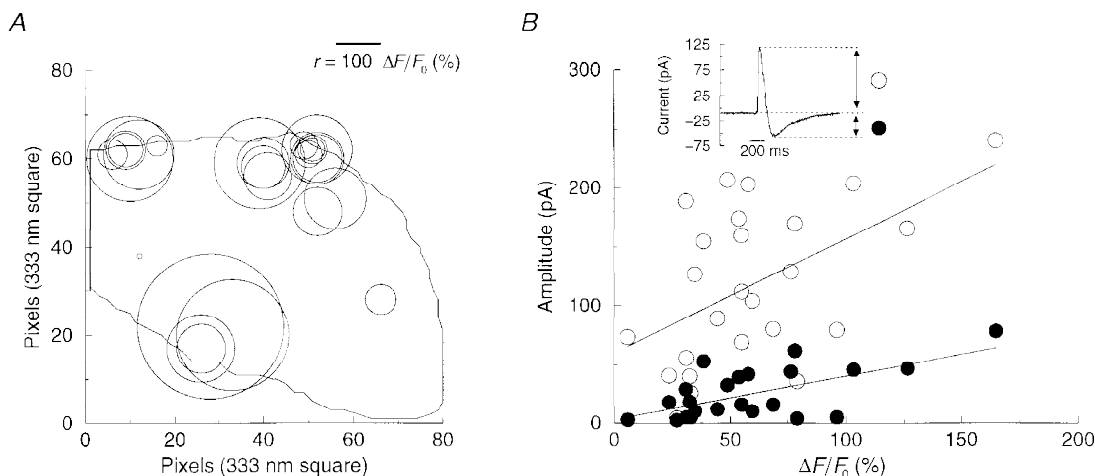 A
r = 100 ΔF/F₀ (%)
Pixels (333 nm square)
80
60
40
20
0
0 20 40 60 80
Pixels (333 nm square)
B
Current (pA)
125
75
25
−25
−75
200 ms
Amplitude (pA)
300
200
100
0
0 50 100 150 200
ΔF/F₀ (%)